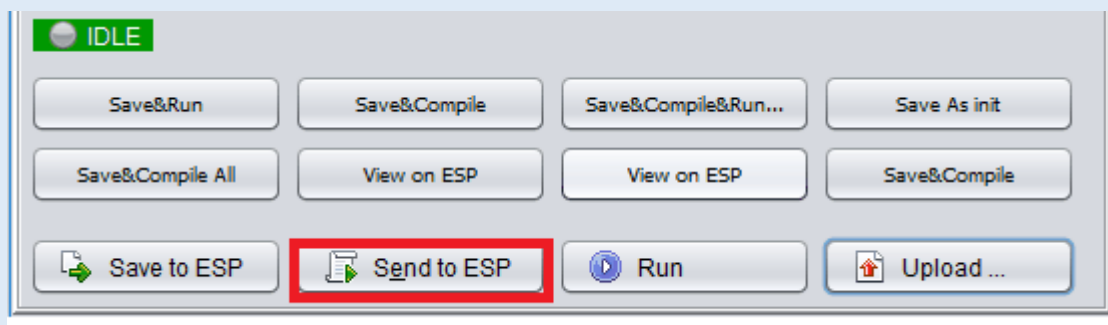 IDLE
Save&Run
Save&Compile
Save&Compile&Run...
Save As init
Save&Compile All
View on ESP
View on ESP
Save&Compile
Save to ESP
Send to ESP
Run
Upload ...